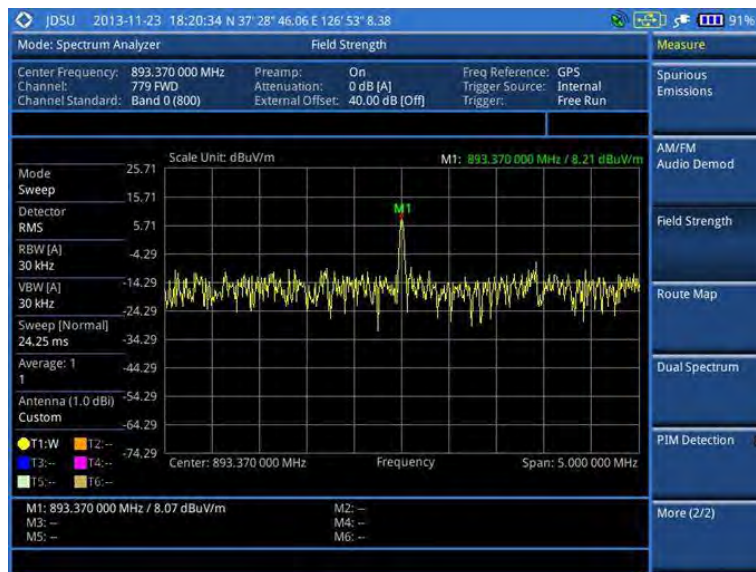 JDSU 2013-11-23 18:20:34 N 37' 28" 46.06 E 126' 53" 8.38 91%
Mode: Spectrum Analyzer Field Strength
Center Frequency: 893.370 000 MHz Preamp: On Freq Reference: GPS
Channel: 779 FWD Attenuation: 0 dB [A] Trigger Source: Internal
Channel Standard: Band 0 (800) External Offset: 40.00 dB [Off] Trigger: Free Run
Scale Unit: dBuV/m M1: 893.370 000 MHz / 8.21 dBuV/m
Mode
Sweep
Detector
RMS
RBW [A]
30 kHz
VBW [A]
30 kHz
Sweep [Normal]
24.25 ms
Average: 1
1
Antenna (1.0 dBi)
Custom
T1:W T2:--
T3:-- T4:--
T5:-- T6:--
25.71
15.71
5.71
-4.29
-14.29
-24.29
-34.29
-44.29
-54.29
-64.29
-74.29
M1
Center: 893.370 000 MHz Frequency Span: 5.000 000 MHz
M1: 893.370 000 MHz / 8.07 dBuV/m M2: --
M3: -- M4: --
M5: -- M6: --
Measure
Spurious
Emissions
AM/FM
Audio Demod
Field Strength
Route Map
Dual Spectrum
PIM Detection
More (2/2)